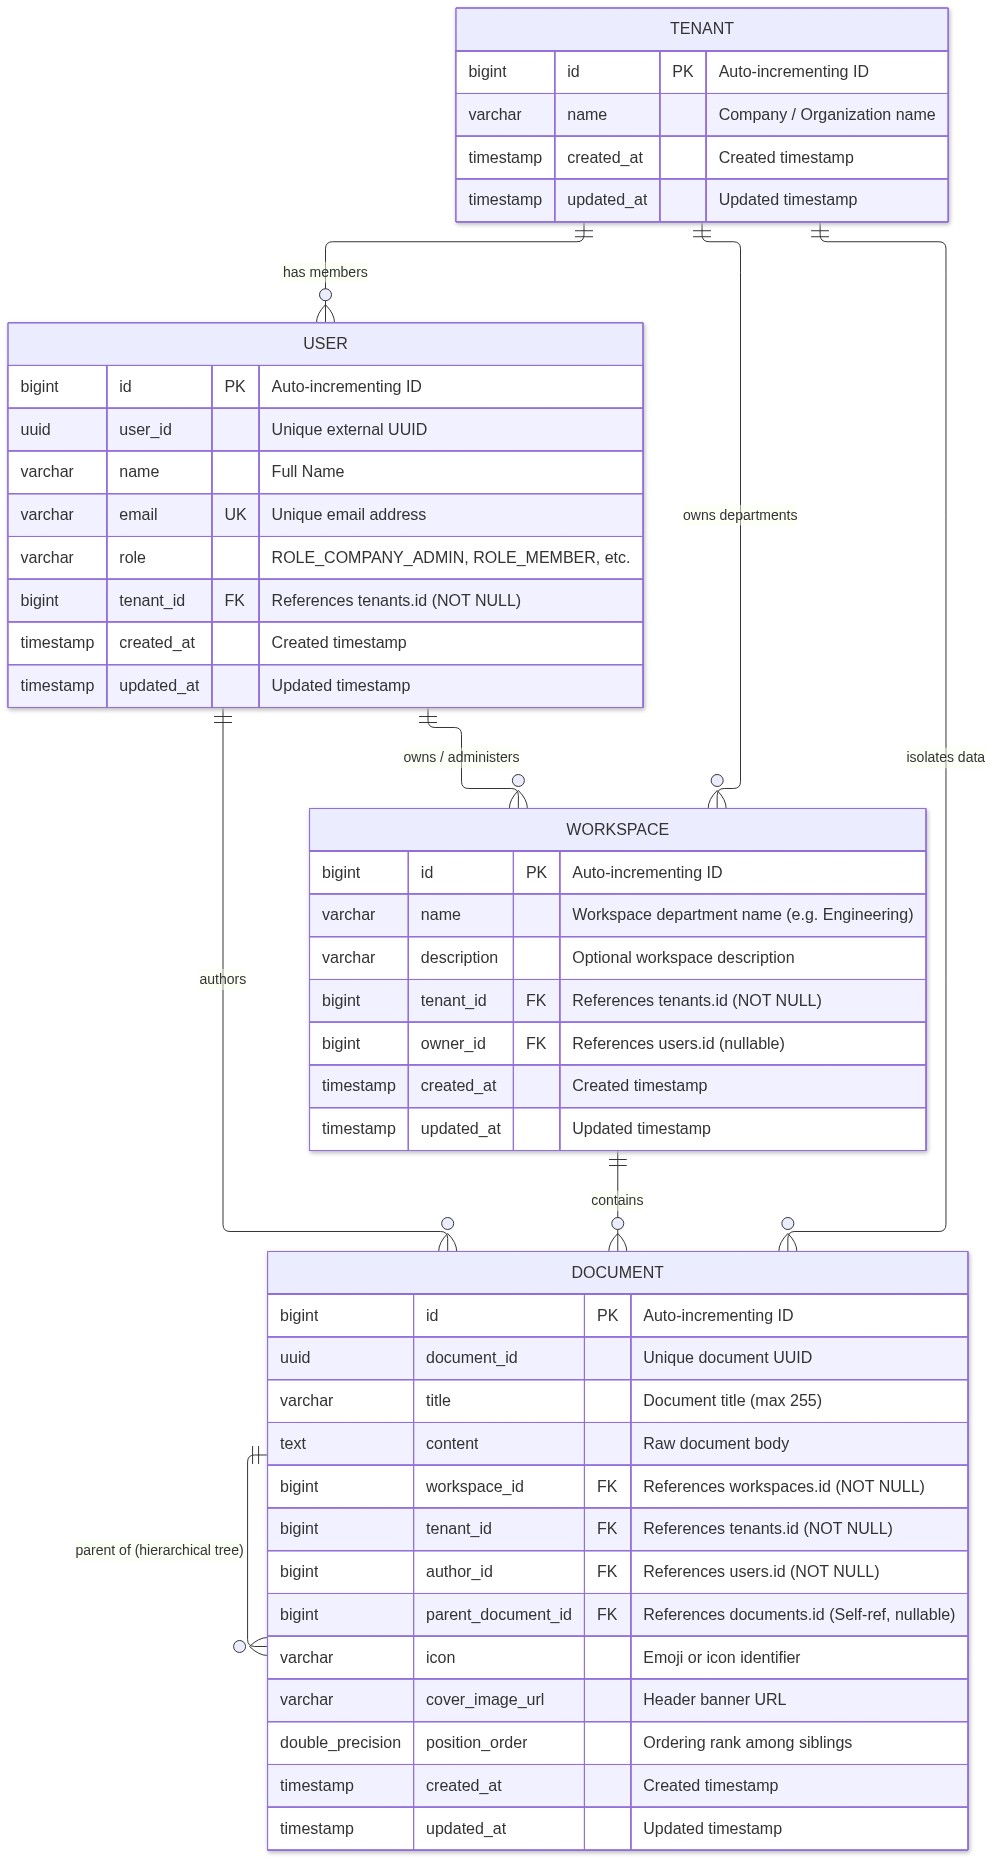 TENANT
bigint id PK Auto-incrementing ID
varchar name Company / Organization name
timestamp created_at Created timestamp
timestamp updated_at Updated timestamp
has members
USER
bigint id PK Auto-incrementing ID
uuid user_id Unique external UUID
varchar name Full Name
varchar email UK Unique email address
owns departments
varchar role ROLE_COMPANY_ADMIN, ROLE_MEMBER, etc.
bigint tenant_id FK References tenants.id (NOT NULL)
timestamp created_at Created timestamp
timestamp updated_at Updated timestamp
owns / administers
isolates data
WORKSPACE
bigint id PK Auto-incrementing ID
varchar name Workspace department name (e.g. Engineering)
varchar description Optional workspace description
authors
bigint tenant_id FK References tenants.id (NOT NULL)
bigint owner_id FK References users.id (nullable)
timestamp created_at Created timestamp
timestamp updated_at Updated timestamp
contains
DOCUMENT
bigint id PK Auto-incrementing ID
uuid document_id Unique document UUID
varchar title Document title (max 255)
text content Raw document body
bigint workspace_id FK References workspaces.id (NOT NULL)
bigint tenant_id FK References tenants.id (NOT NULL)
parent of (hierarchical tree)
bigint author_id FK References users.id (NOT NULL)
bigint parent_document_id FK References documents.id (Self-ref, nullable)
varchar icon Emoji or icon identifier
varchar cover_image_url Header banner URL
double_precision position_order Ordering rank among siblings
timestamp created_at Created timestamp
timestamp updated_at Updated timestamp